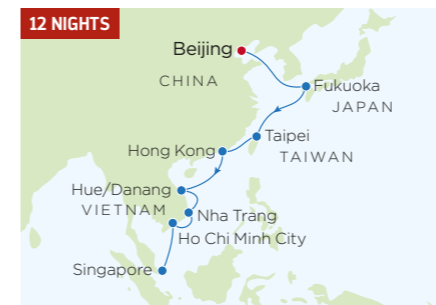 12 NIGHTS
Beijing
CHINA
Fukuoka
JAPAN
Taipei
TAIWAN
Hong Kong
Hue/Danang
VIETNAM
Nha Trang
Ho Chi Minh City
Singapore